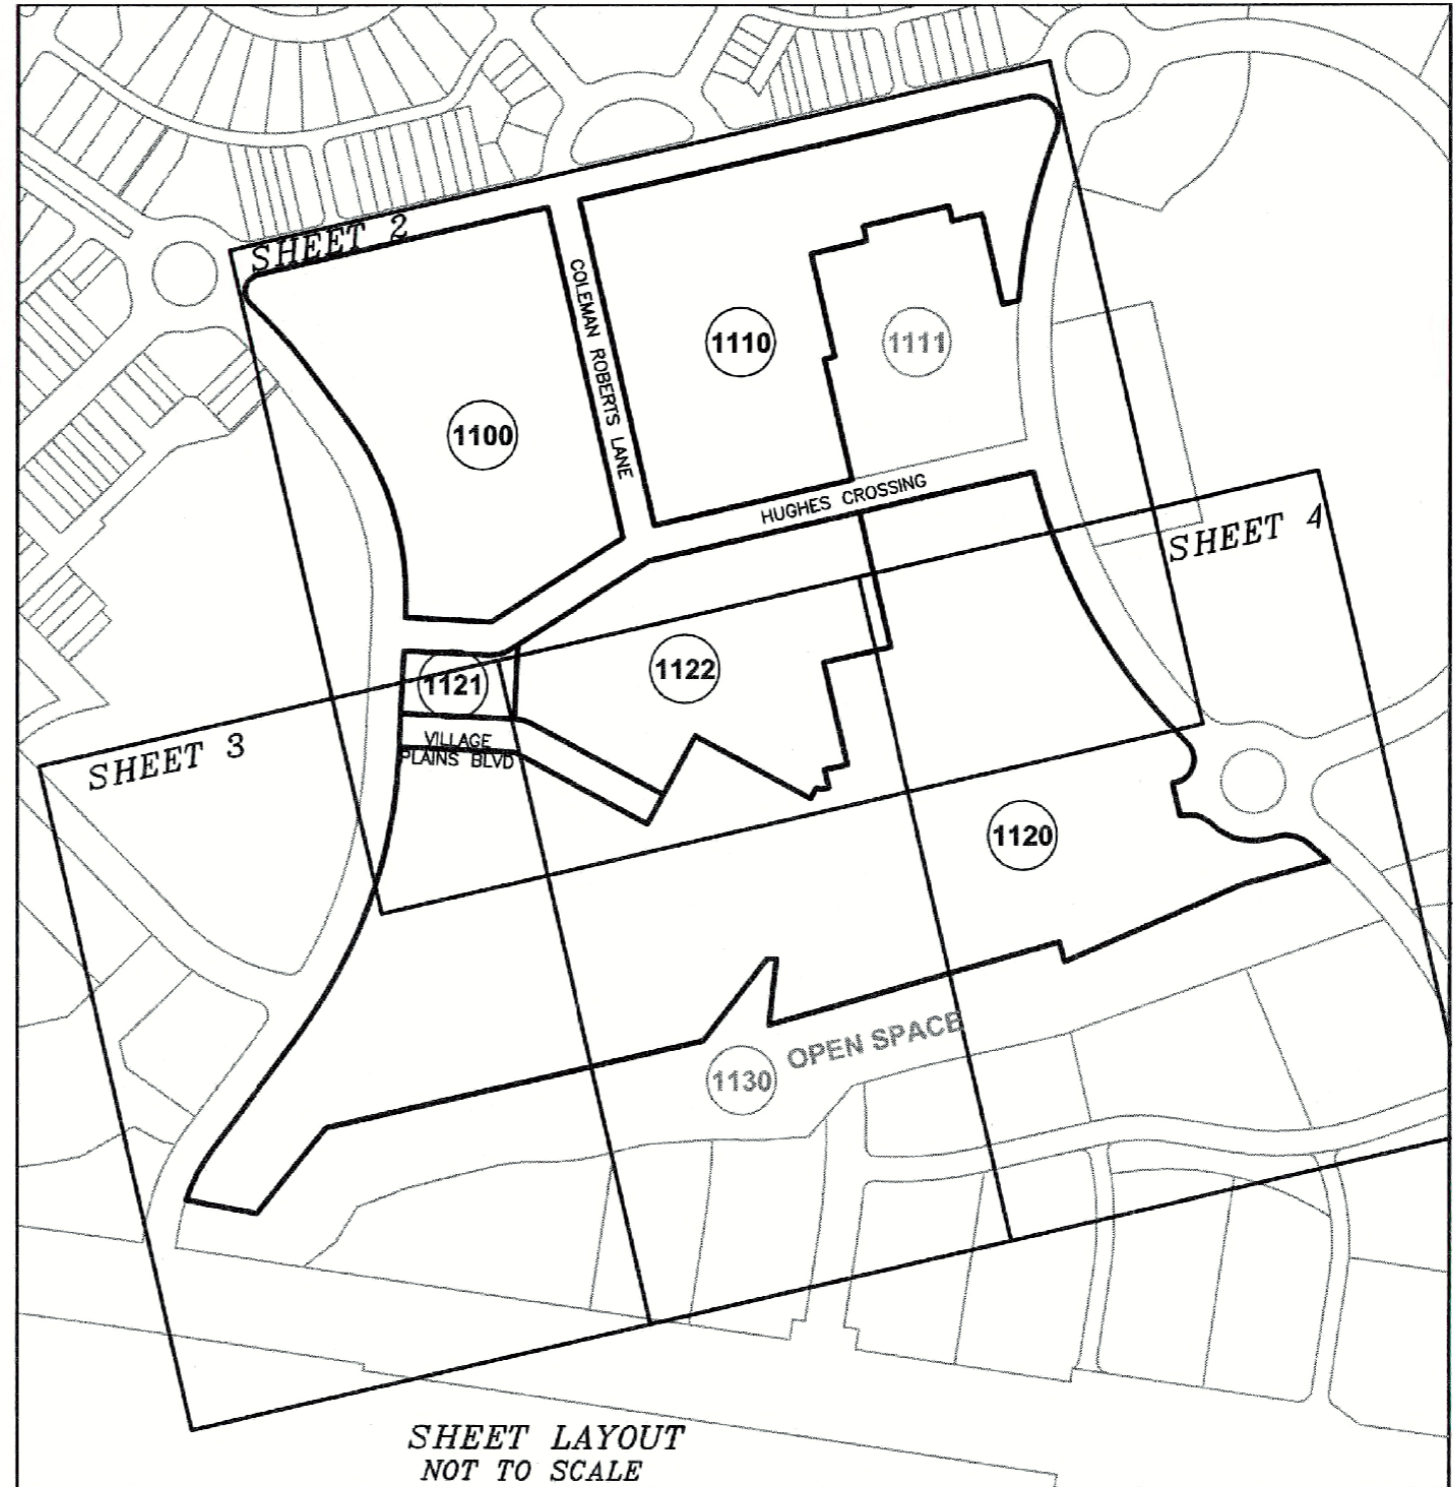 SHEET 2
COLEMAN ROBERTS LANE
1110
1111
1100
HUGHES CROSSING
SHEET 4
1122
1121
VILLAGE
PLAINS BLVD
SHEET 3
1120
OPEN SPACE
1130
SHEET LAYOUT
NOT TO SCALE